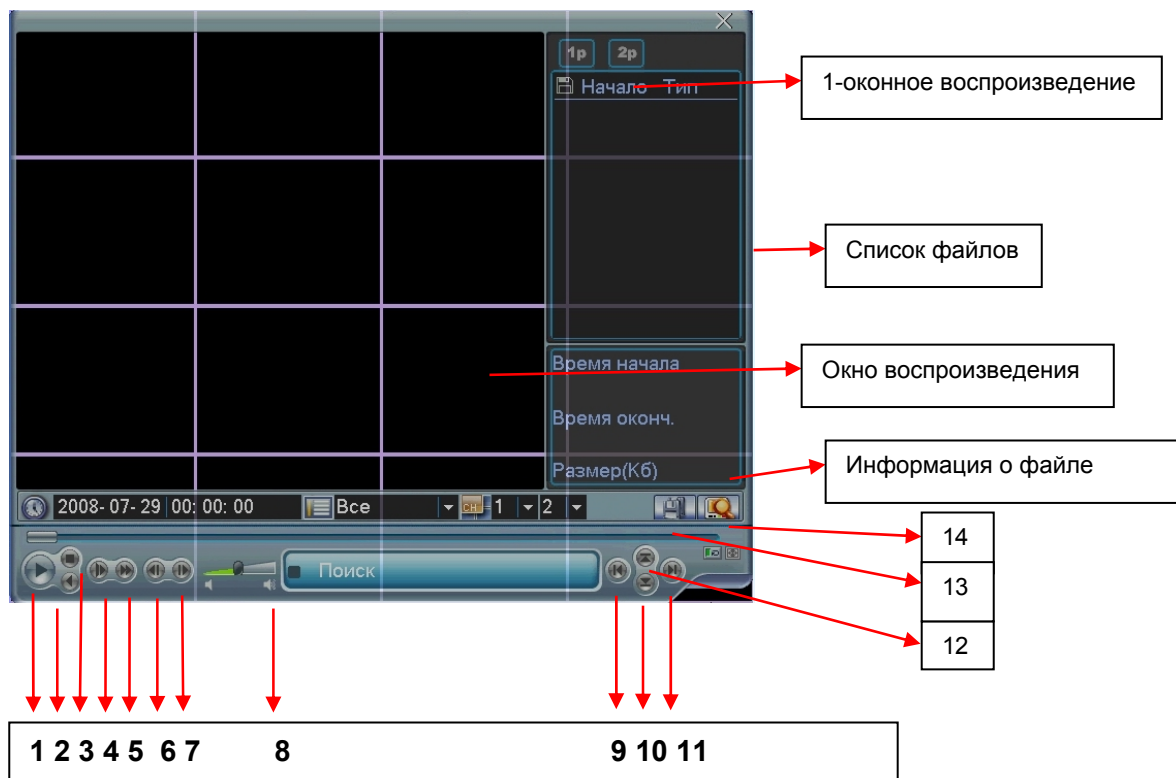 1p 2p
Начало Тип
1-оконное воспроизведение
Список файлов
Время начала
Окно воспроизведения
Время оконч.
Размер(Кб)
Информация о файле
2008- 07- 29 00: 00: 00 Все CH 1 2
14
Поиск
13
12
1 2 3 4 5 6 7 8 9 10 11